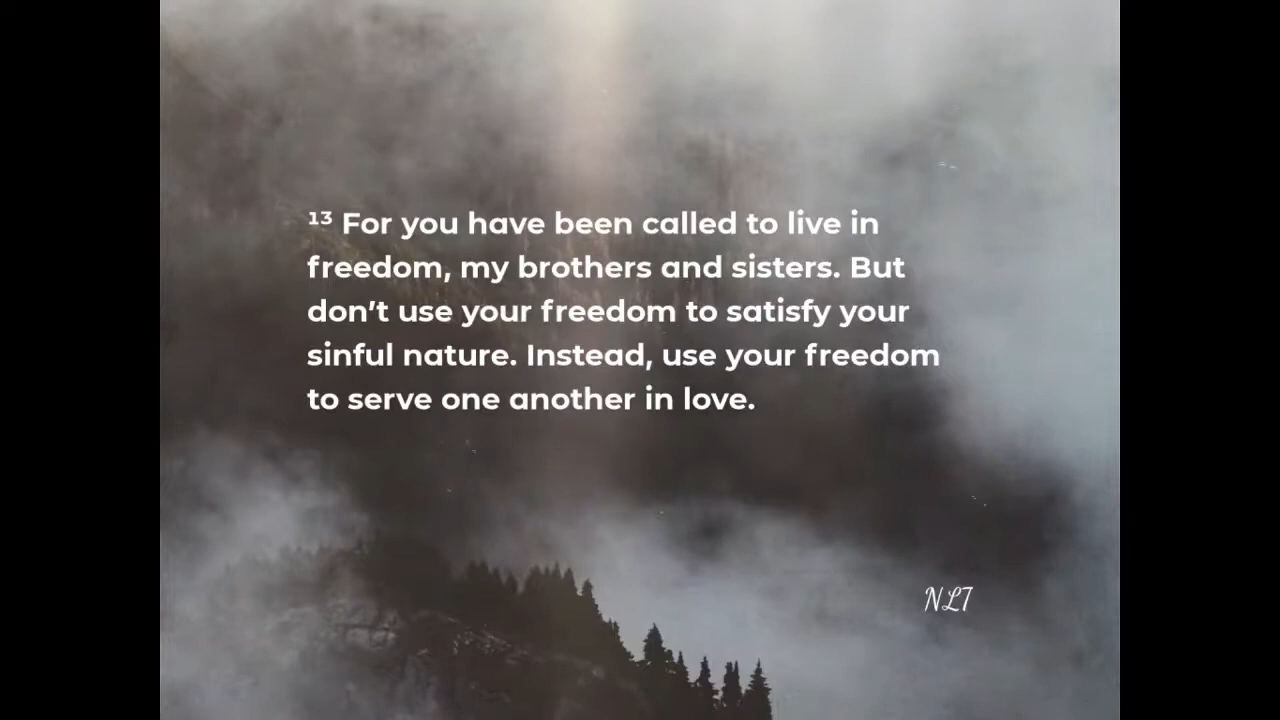 ¹³ For you have been called to live in
freedom, my brothers and sisters. But
don't use your freedom to satisfy your
sinful nature. Instead, use your freedom
to serve one another in love.
NLT